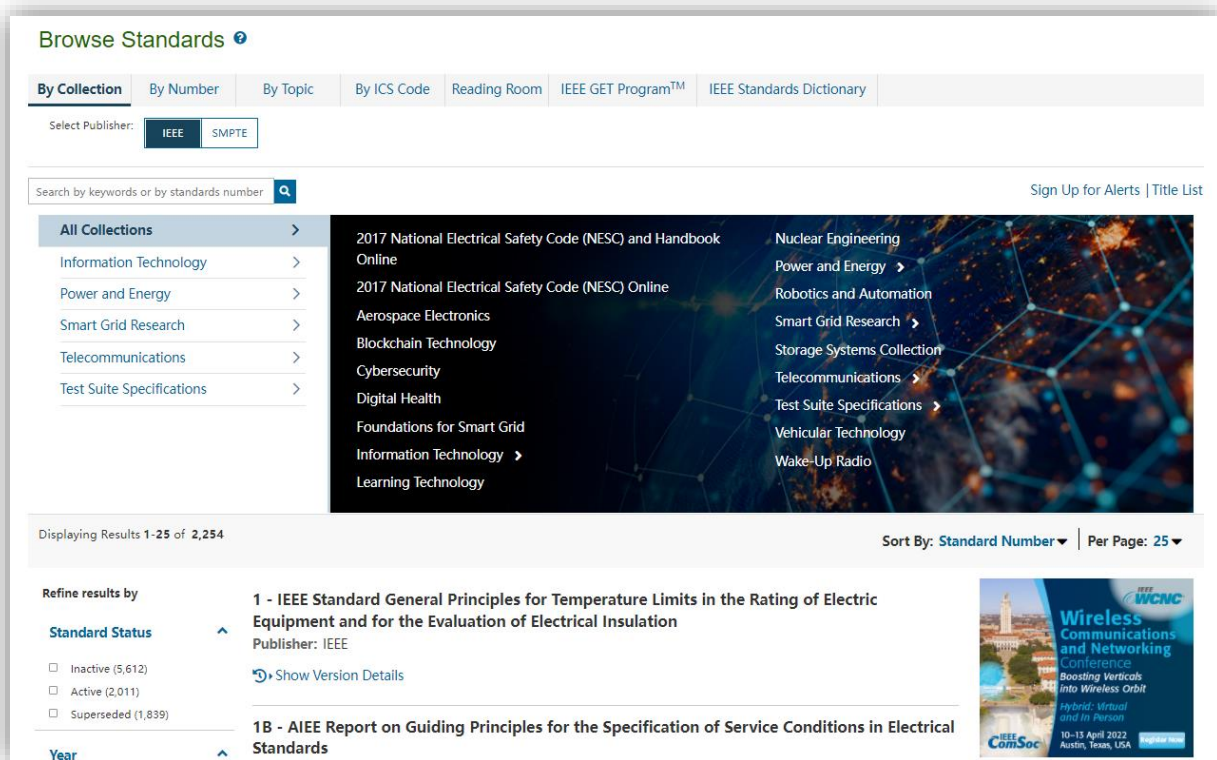 Browse Standards ?
By Collection
By Number
By Topic
By ICS Code
Reading Room
IEEE GET Program™
IEEE Standards Dictionary
Select Publisher:
IEEE
SMPTE
Search by keywords or by standards number
Sign Up for Alerts | Title List
All Collections
Information Technology
Power and Energy
Smart Grid Research
Telecommunications
Test Suite Specifications
2017 National Electrical Safety Code (NESC) and Handbook
Online
2017 National Electrical Safety Code (NESC) Online
Aerospace Electronics
Blockchain Technology
Cybersecurity
Digital Health
Foundations for Smart Grid
Information Technology
Learning Technology
Nuclear Engineering
Power and Energy
Robotics and Automation
Smart Grid Research
Storage Systems Collection
Telecommunications
Test Suite Specifications
Vehicular Technology
Wake-Up Radio
Displaying Results 1-25 of 2,254
Sort By: Standard Number
Per Page: 25
Refine results by
Standard Status
Inactive (5,612)
Active (2,011)
Superseded (1,839)
Year
1 - IEEE Standard General Principles for Temperature Limits in the Rating of Electric
Equipment and for the Evaluation of Electrical Insulation
Publisher: IEEE
Show Version Details
1B - AIEE Report on Guiding Principles for the Specification of Service Conditions in Electrical
Standards
IEEE
WCNC
Wireless
Communications
and Networking
Conference
Boosting Verticals
into Wireless Orbit
Hybrid: Virtual
and In Person
10–13 April 2022
Austin, Texas, USA
Register Now
IEEE
ComSoc